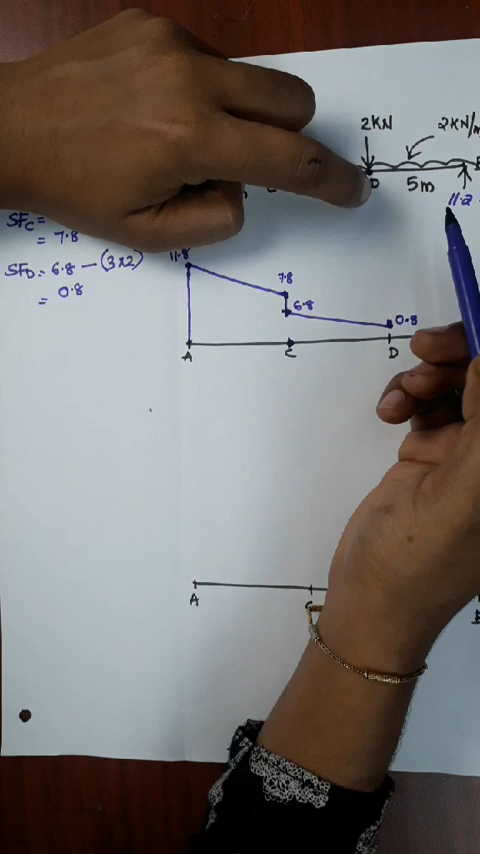 2KN 2KN/m
D 5m
11.2
SFC =
= 7.8
SFD = 6.8 - (3x2)
= 0.8
11.8
7.8
6.8
0.8
A C D
A